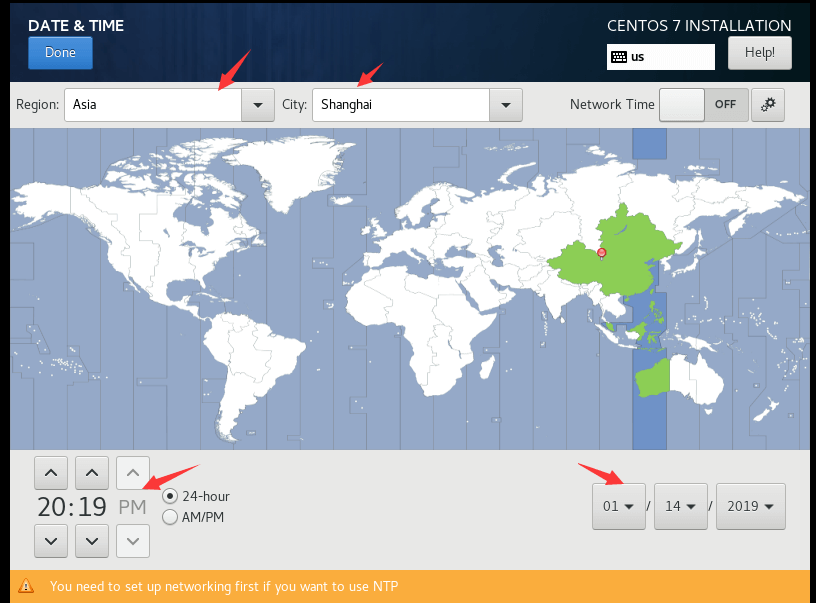 DATE & TIME
CENTOS 7 INSTALLATION
Done
us
Help!
Region: Asia City: Shanghai Network Time OFF
20:19 PM
24-hour
AM/PM
01 / 14 / 2019
You need to set up networking first if you want to use NTP